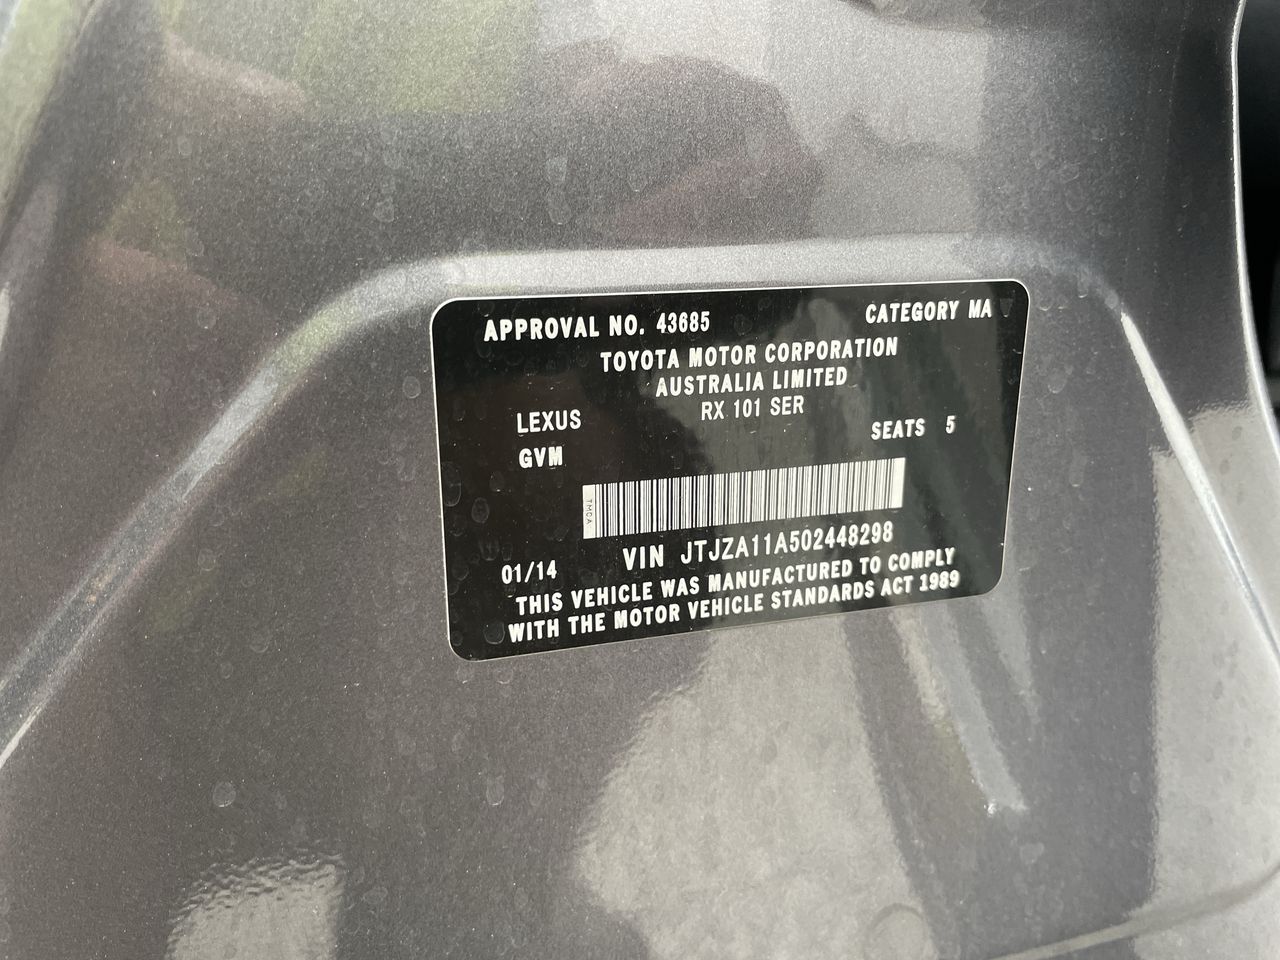 APPROVAL NO. 43685 CATEGORY MA
TOYOTA MOTOR CORPORATION
AUSTRALIA LIMITED
LEXUS RX 101 SER
GVM SEATS 5
TMCA
01/14 VIN JTJZA11A502448298
THIS VEHICLE WAS MANUFACTURED TO COMPLY
WITH THE MOTOR VEHICLE STANDARDS ACT 1989